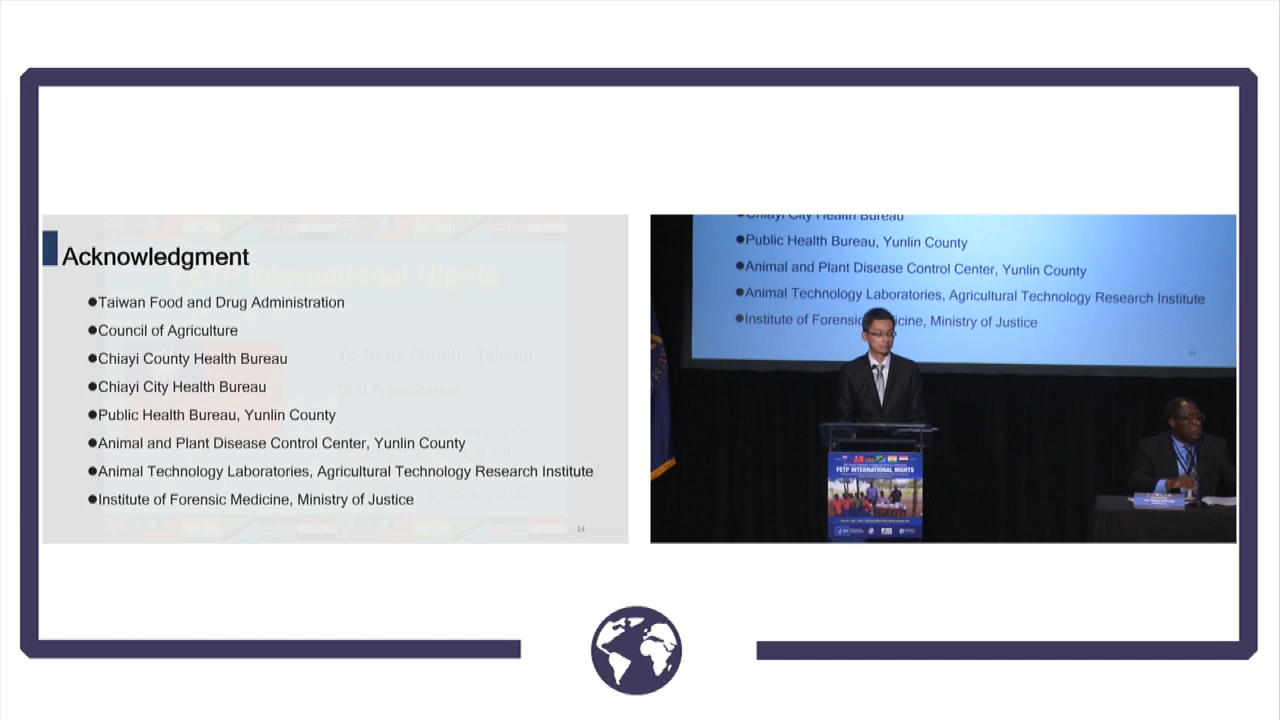 Acknowledgment
FETP International Nights
●Taiwan Food and Drug Administration
●Council of Agriculture
●Chiayi County Health Bureau
Yu-Neng Chueh Taiwan
●Chiayi City Health Bureau
Oral Presentation
●Public Health Bureau, Yunlin County
●Animal and Plant Disease Control Center, Yunlin County
●Animal Technology Laboratories, Agricultural Technology Research Institute
●Institute of Forensic Medicine, Ministry of Justice
24
●Chiayi City Health Bureau
●Public Health Bureau, Yunlin County
●Animal and Plant Disease Control Center, Yunlin County
●Animal Technology Laboratories, Agricultural Technology Research Institute
●Institute of Forensic Medicine, Ministry of Justice
24
FETP INTERNATIONAL NIGHTS